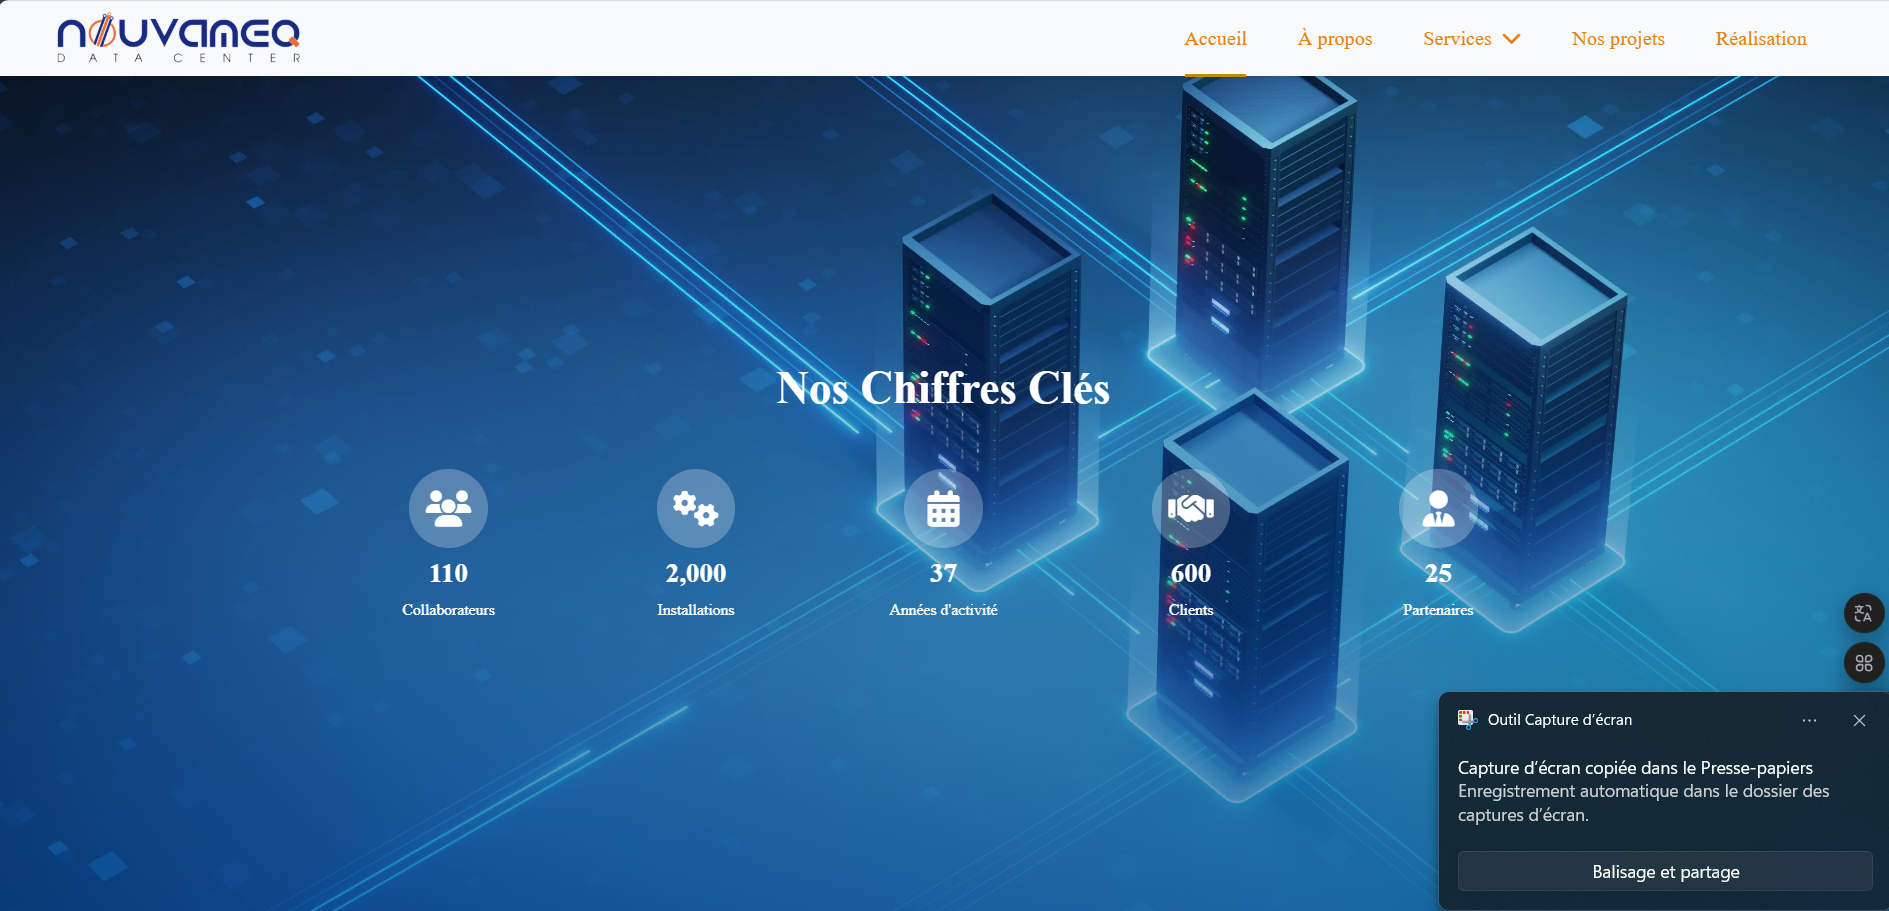 nouvameq
DATA CENTER
Accueil
À propos
Services
Nos projets
Réalisation
Nos Chiffres Clés
110
2,000
37
600
25
Collaborateurs
Installations
Années d'activité
Clients
Partenaires
Outil Capture d’écran
Capture d’écran copiée dans le Presse-papiers
Enregistrement automatique dans le dossier des
captures d’écran.
Balisage et partage